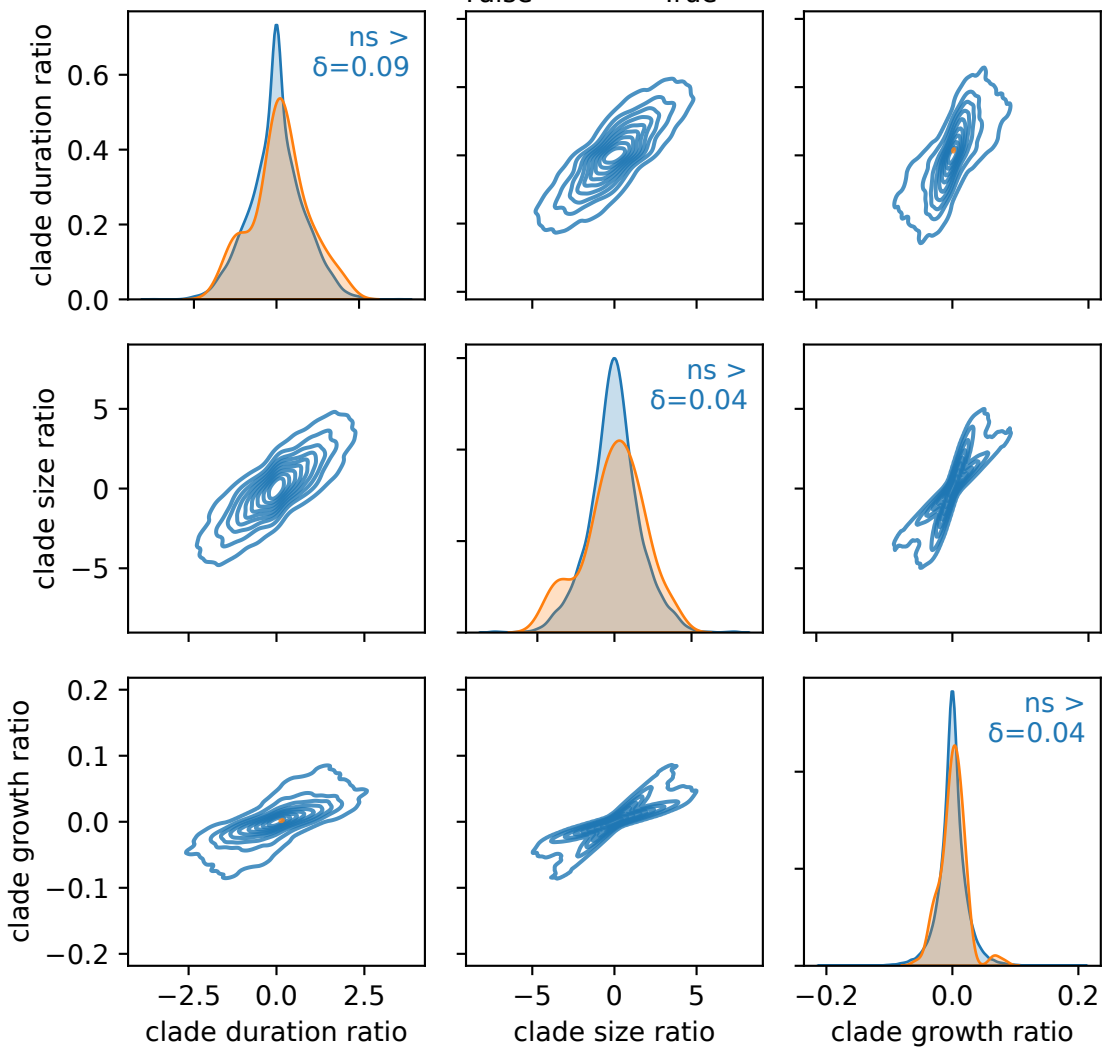 True
clade duration ratio
0.6
0.4
0.2
0.0
ns >
δ=0.09
clade size ratio
5
0
−5
ns >
δ=0.04
clade growth ratio
0.2
0.1
0.0
−0.1
−0.2
ns >
δ=0.04
−2.5 0.0 2.5
−5 0 5
−0.2 0.0 0.2
clade duration ratio
clade size ratio
clade growth ratio